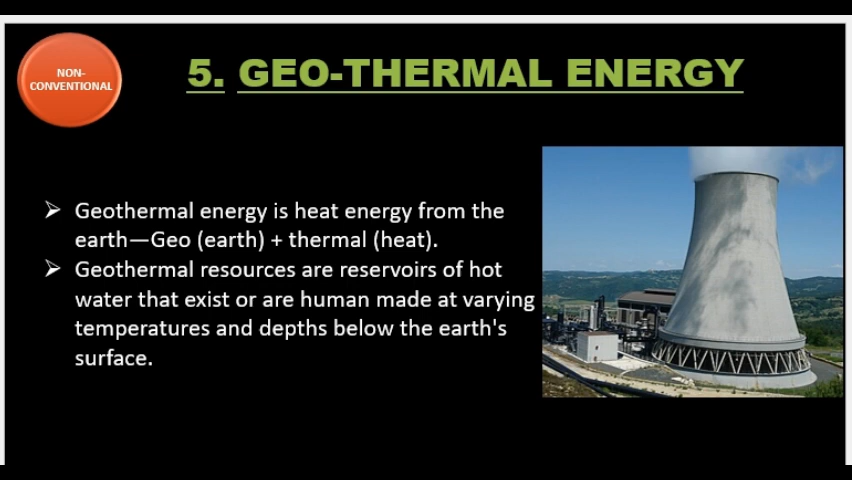 NON-
CONVENTIONAL
5. GEO-THERMAL ENERGY
➢ Geothermal energy is heat energy from the
earth—Geo (earth) + thermal (heat).
➢ Geothermal resources are reservoirs of hot
water that exist or are human made at varying
temperatures and depths below the earth's
surface.